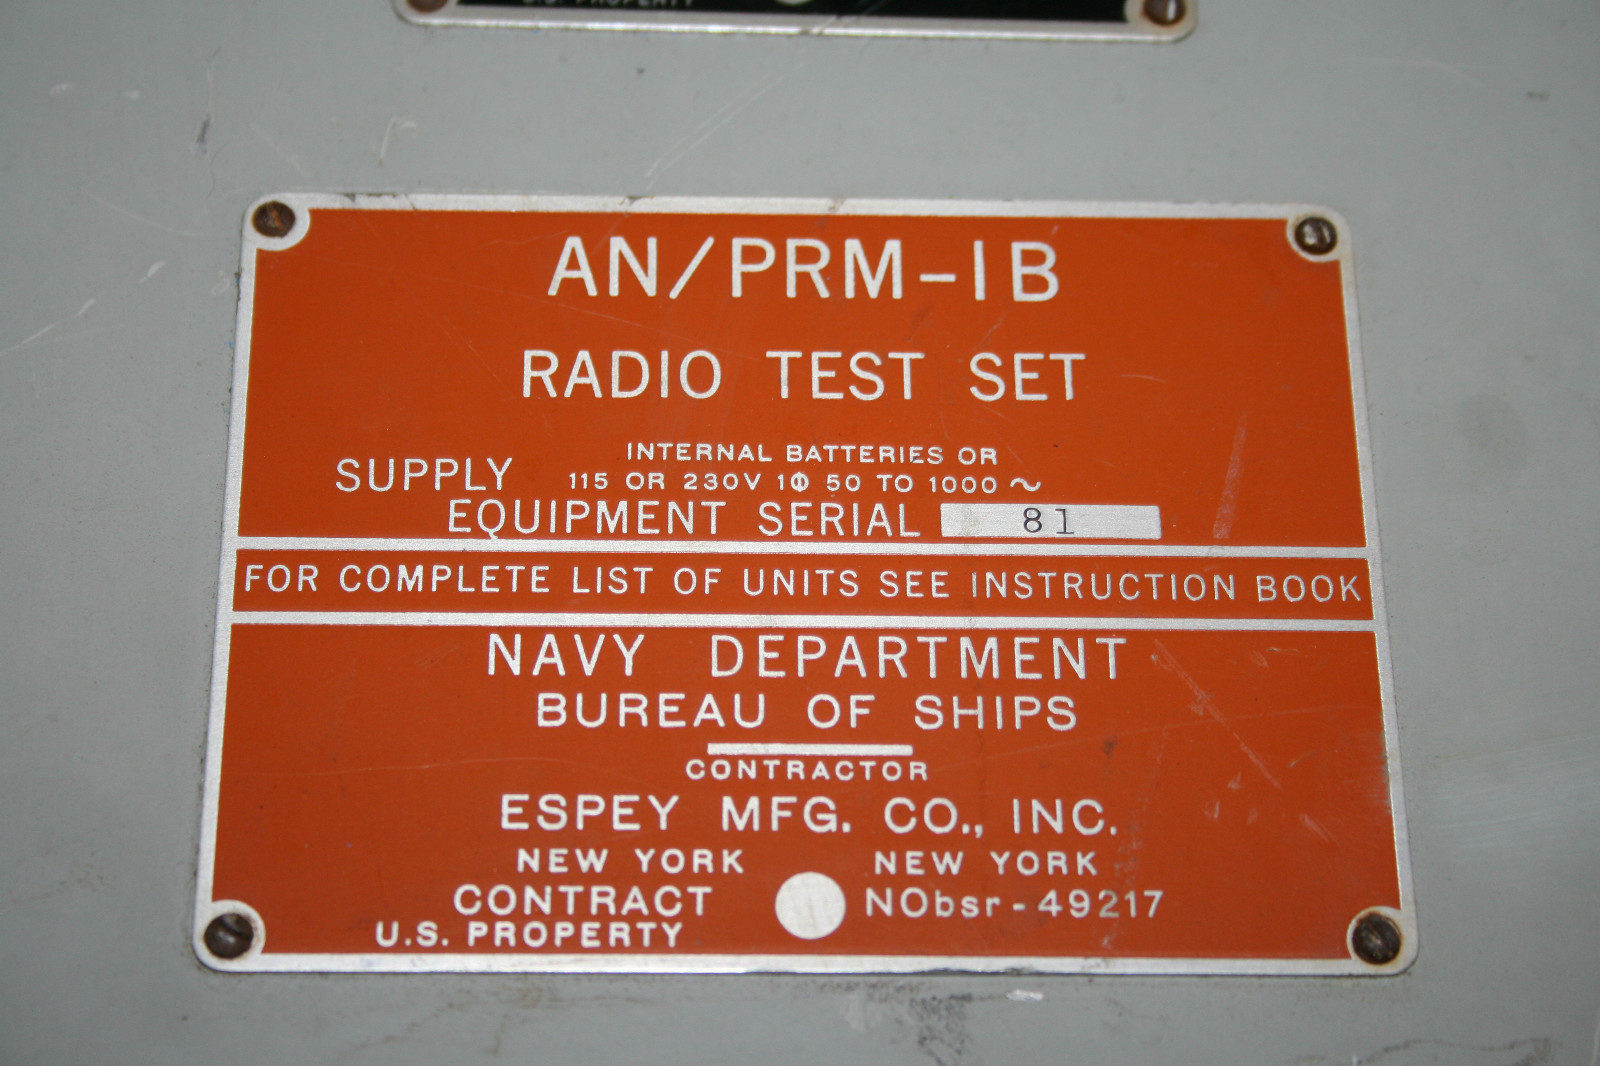 U.S. PROPERTY
AN/PRM-1B
RADIO TEST SET
INTERNAL BATTERIES OR
SUPPLY 115 OR 230V 1Φ 50 TO 1000 ~
EQUIPMENT SERIAL 81
FOR COMPLETE LIST OF UNITS SEE INSTRUCTION BOOK
NAVY DEPARTMENT
BUREAU OF SHIPS
CONTRACTOR
ESPEY MFG. CO., INC.
NEW YORK NEW YORK
CONTRACT NObsr-49217
U.S. PROPERTY